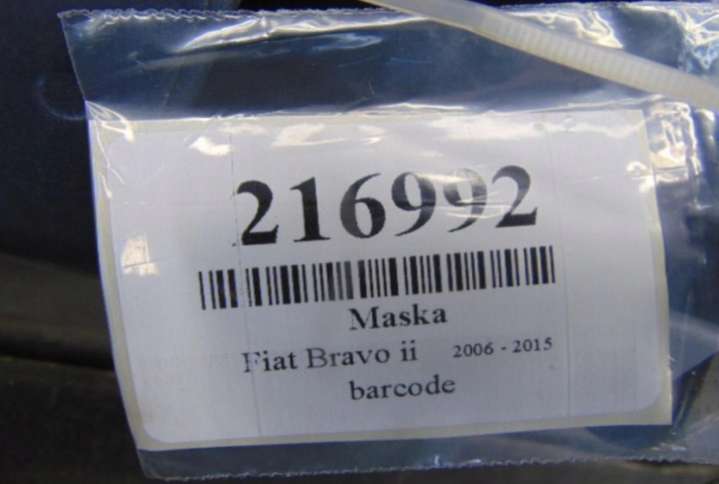 216992
Maska
Fiat Bravo ii 2006 - 2015
barcode